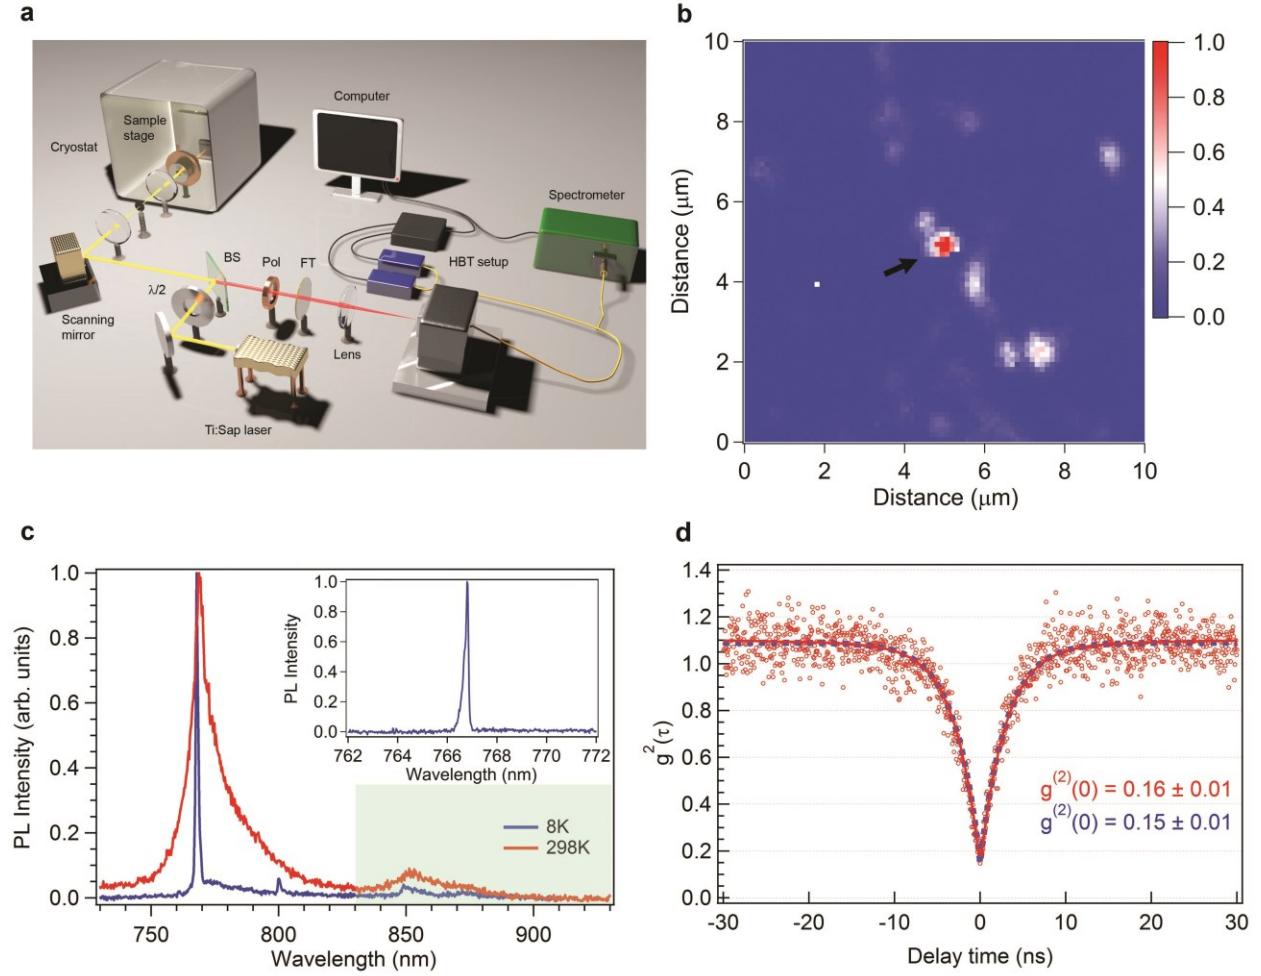 a
Computer
Sample
stage
Cryostat
Spectrometer
BS
Pol
FT
HBT setup
λ/2
Scanning
mirror
Lens
Ti:Sap laser
b
10
8
6
4
2
0
Distance (μm)
0 2 4 6 8 10
Distance (μm)
1.0
0.8
0.6
0.4
0.2
0.0
c
1.0
0.8
0.6
0.4
0.2
0.0
PL Intensity (arb. units)
750 800 850 900
Wavelength (nm)
1.0
0.8
0.6
0.4
0.2
0.0
PL Intensity
762 764 766 768 770 772
Wavelength (nm)
8K
298K
d
1.4
1.2
1.0
0.8
0.6
0.4
0.2
0.0
g²(τ)
g⁽²⁾(0) = 0.16 ± 0.01
g⁽²⁾(0) = 0.15 ± 0.01
-30 -20 -10 0 10 20 30
Delay time (ns)